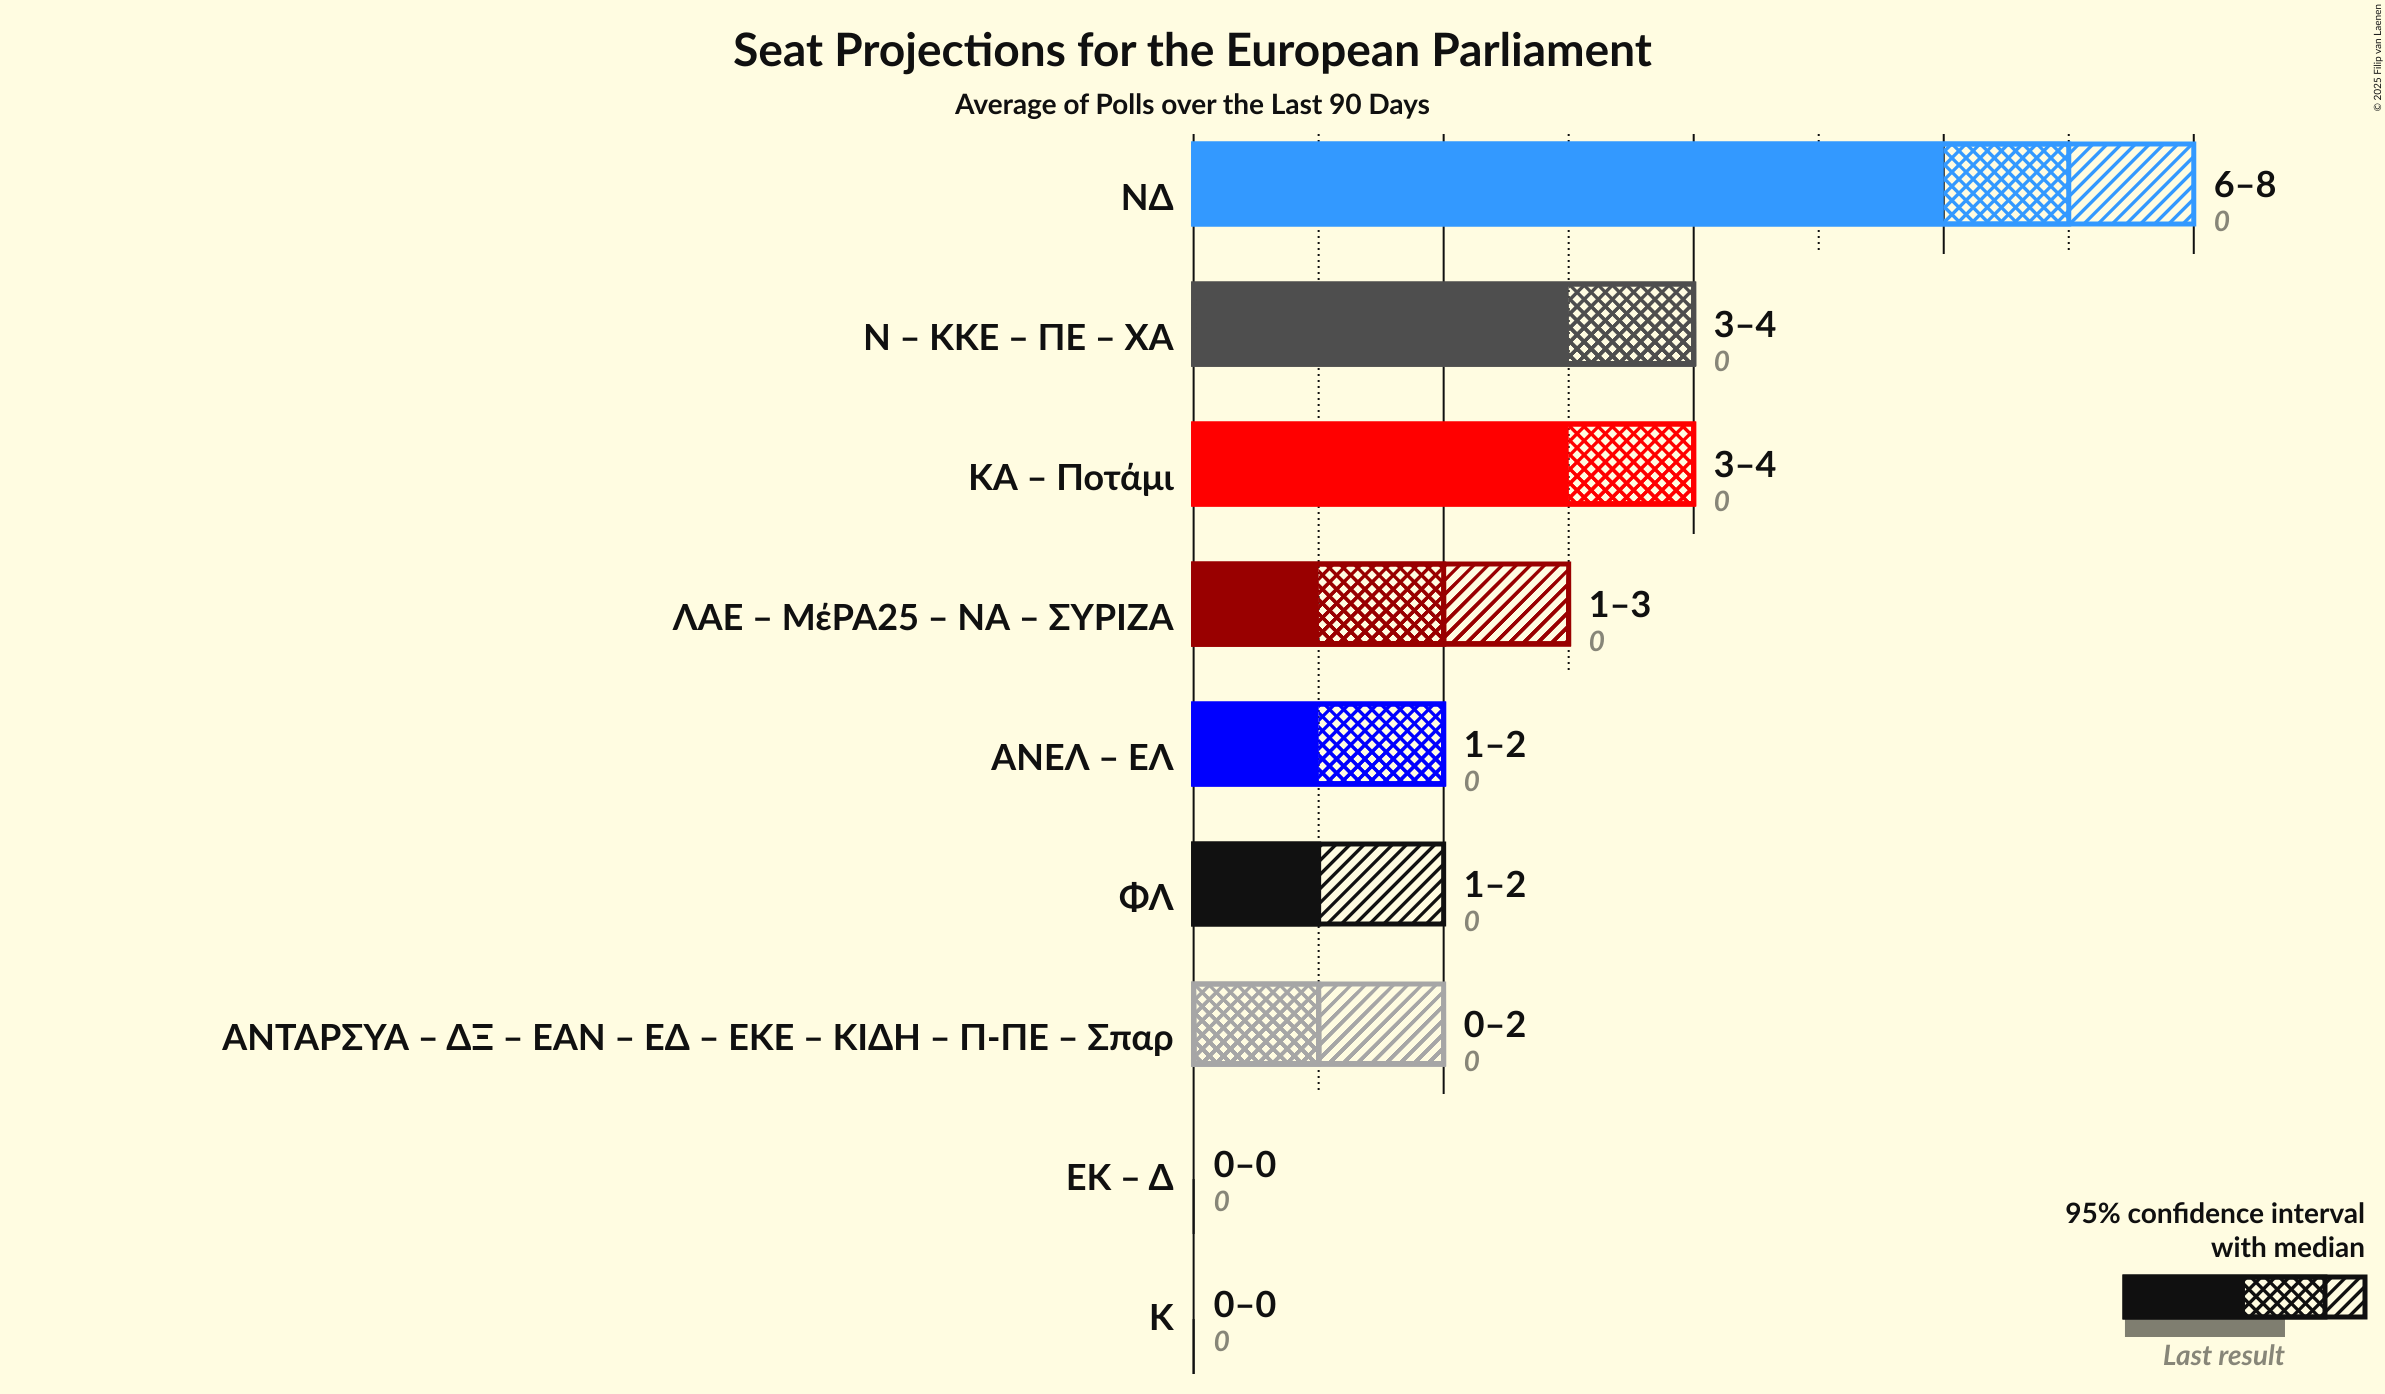 Seat Projections for the European Parliament
Average of Polls over the Last 90 Days
© 2025 Filip van Laenen
ΝΔ
6–8
0
Ν – ΚΚΕ – ΠΕ – ΧΑ
3–4
0
ΚΑ – Ποτάμι
3–4
0
ΛΑΕ – ΜέΡΑ25 – ΝΑ – ΣΥΡΙΖΑ
1–3
0
ΑΝΕΛ – ΕΛ
1–2
0
ΦΛ
1–2
0
ΑΝΤΑΡΣΥΑ – ΔΞ – ΕΑΝ – ΕΔ – ΕΚΕ – ΚΙΔΗ – Π-ΠΕ – Σπαρ
0–2
0
ΕΚ – Δ
0–0
0
Κ
0–0
0
95% confidence interval
with median
Last result